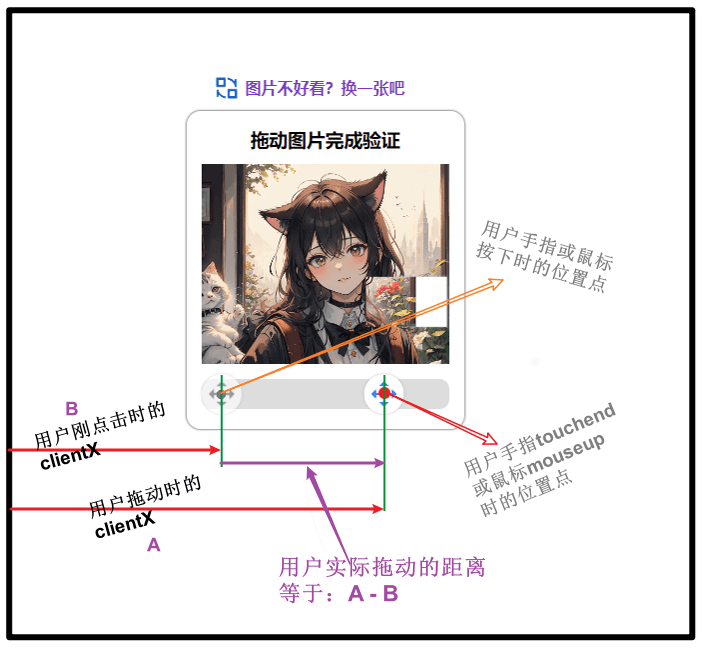 图片不好看？换一张吧
拖动图片完成验证
用户手指或鼠标
按下时的位置点
B
用户刚点击时的
clientX
用户拖动时的
clientX
A
用户手指touchend
或鼠标mouseup
时的位置点
用户实际拖动的距离
等于：A - B